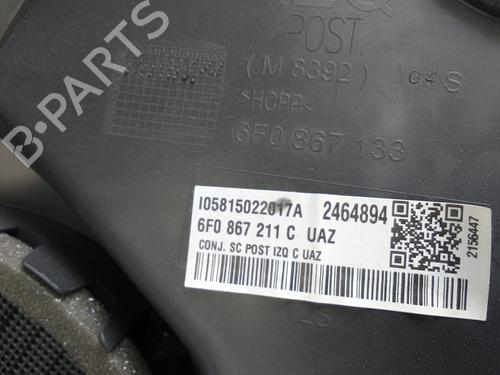 POST.
(M 8392)
04 S
>HCPP<
6F0 867 133
I05815022017A 2464894
6F0 867 211 C UAZ
CONJ. SC POST IZQ C UAZ
2156447
B-PARTS